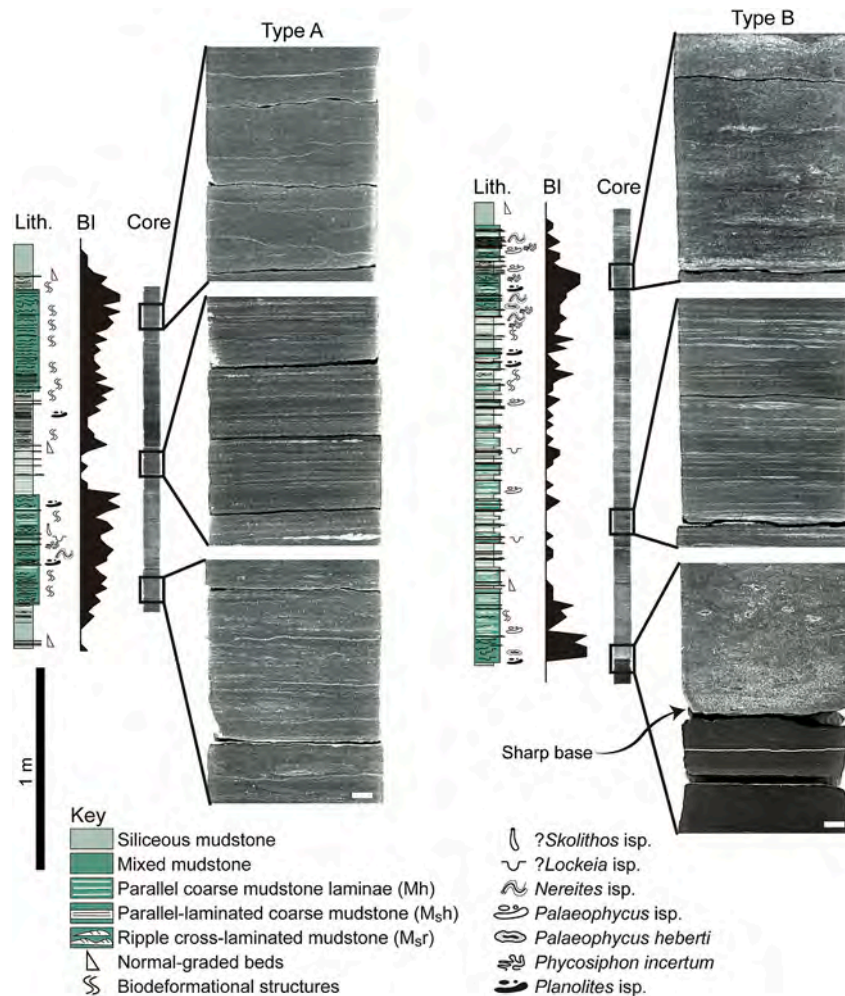 Type A
Type B
Lith.
BI
Core
Lith.
BI
Core
Sharp base
1 m
Key
Siliceous mudstone
Mixed mudstone
Parallel coarse mudstone laminae (Mh)
Parallel-laminated coarse mudstone (Msh)
Ripple cross-laminated mudstone (Msr)
Normal-graded beds
Biodeformational structures
?Skolithos isp.
?Lockeia isp.
Nereites isp.
Palaeophycus isp.
Palaeophycus heberti
Phycosiphon incertum
Planolites isp.